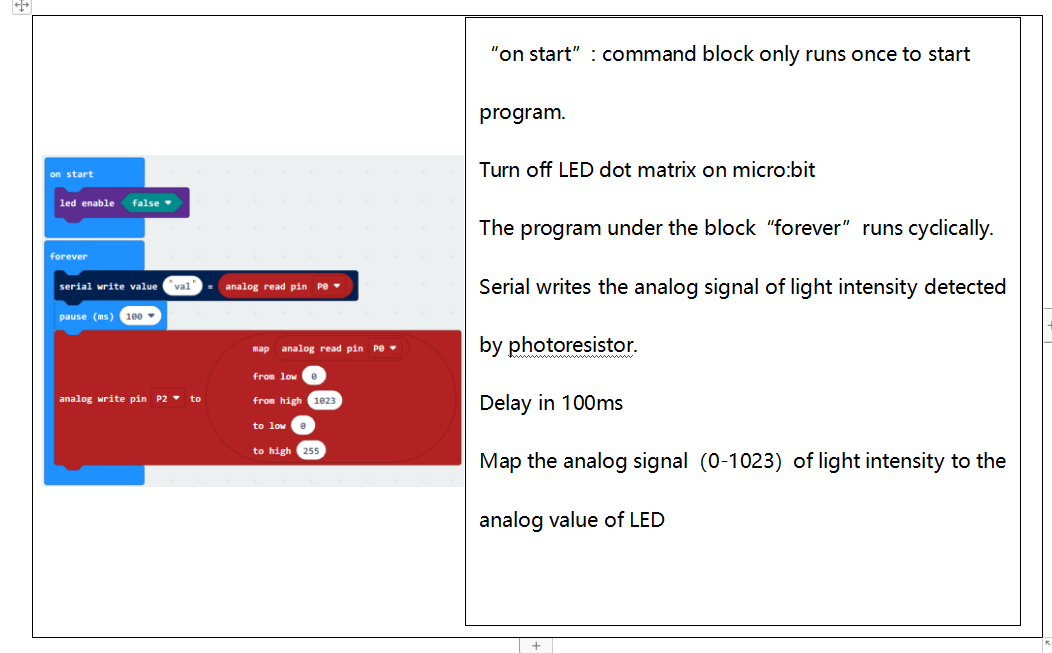 on start
led enable false
forever
serial write value "val" = analog read pin P0
pause (ms) 100
map analog read pin P0
from low 0
from high 1023
analog write pin P2 to
to low 0
to high 255
“on start”: command block only runs once to start
program.
Turn off LED dot matrix on micro:bit
The program under the block “forever” runs cyclically.
Serial writes the analog signal of light intensity detected
by photoresistor.
Delay in 100ms
Map the analog signal（0-1023）of light intensity to the
analog value of LED